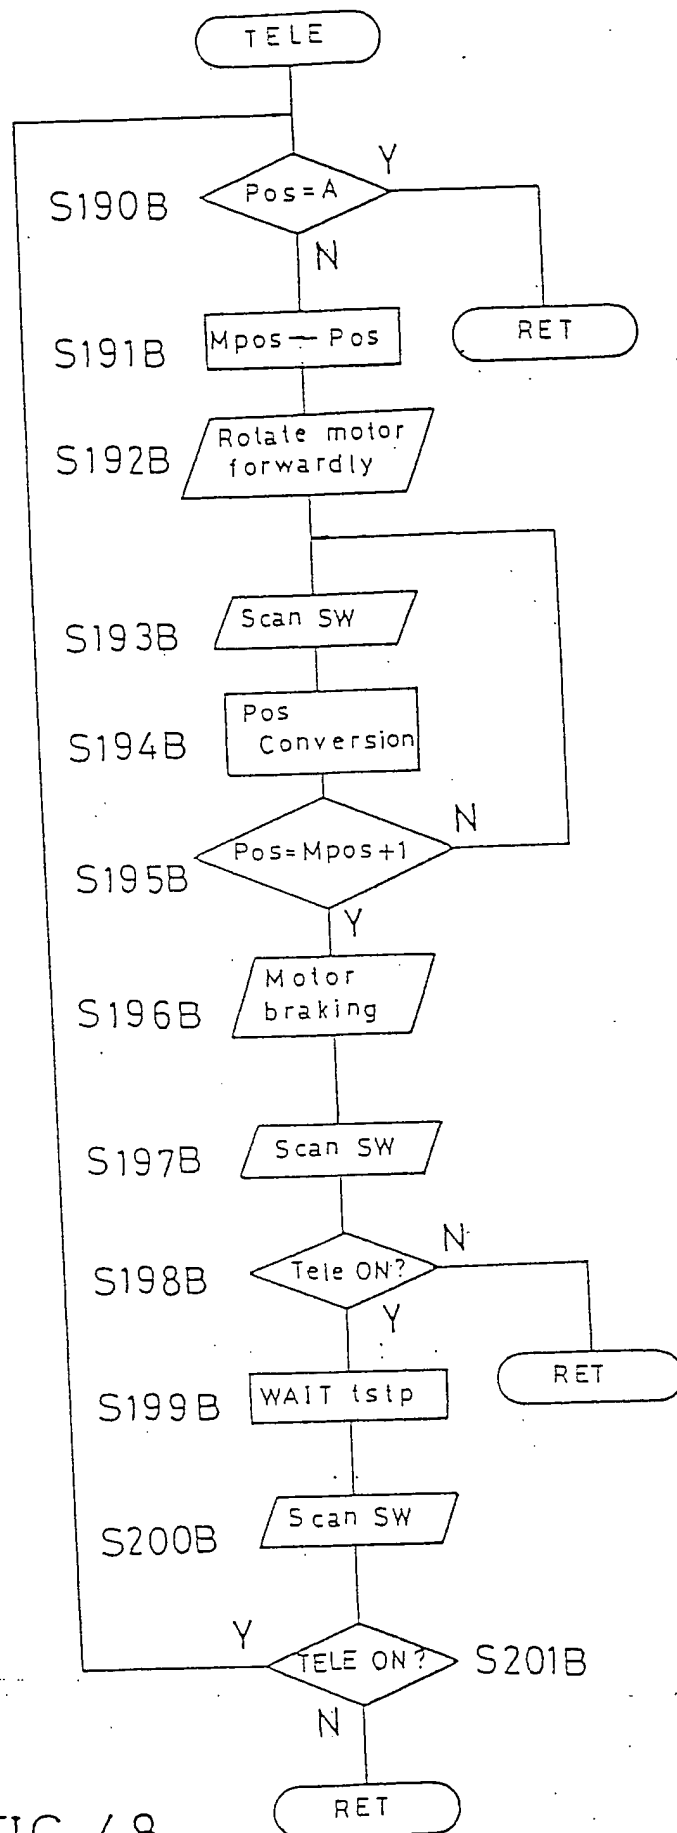 TELE
Y
Pos=A
S190B
N
RET
Mpos — Pos
S191B
Rotate motor
forwardly
S192B
Scan SW
S193B
Pos
Conversion
S194B
N
Pos=Mpos+1
S195B
Y
Motor
braking
S196B
Scan SW
S197B
N
Tele ON?
S198B
Y
RET
WAIT tstp
S199B
Scan SW
S200B
Y
TELE ON?
S201B
N
RET